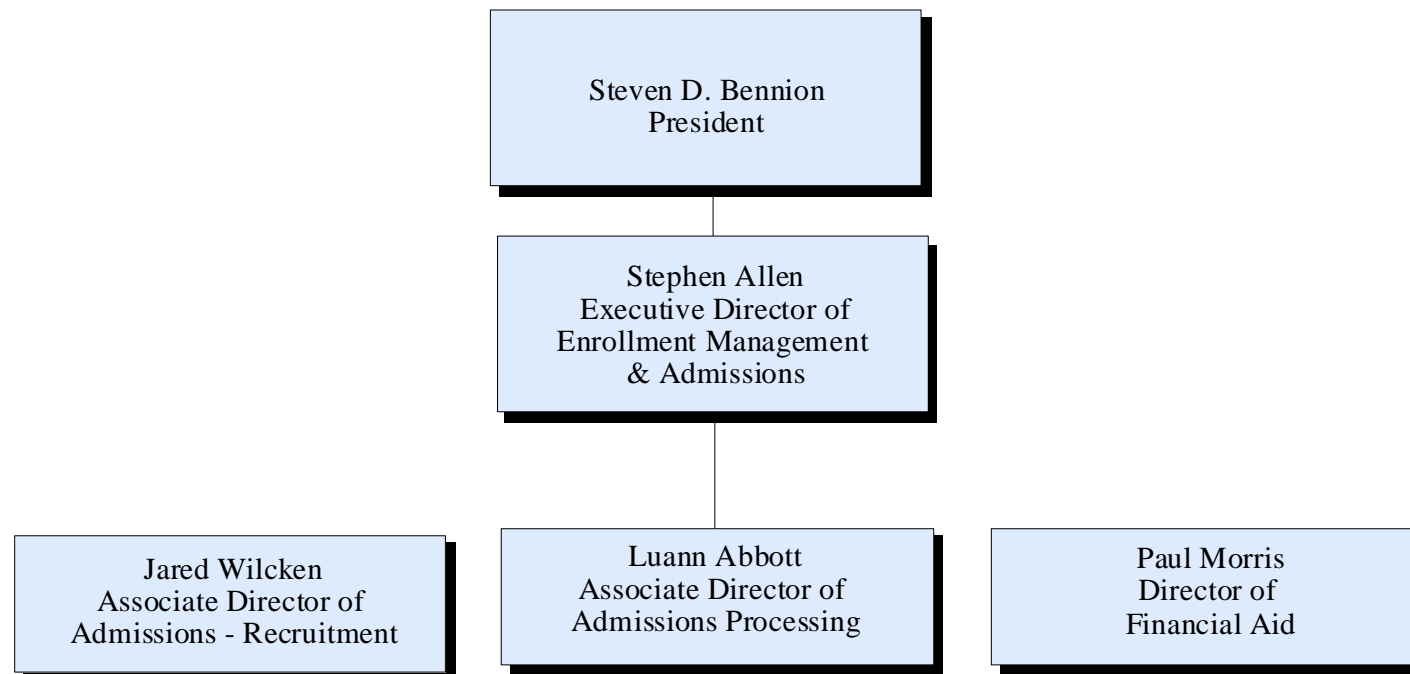 Steven D. Bennion
President
Stephen Allen
Executive Director of
Enrollment Management
& Admissions
Jared Wilcken
Associate Director of
Admissions - Recruitment
Luann Abbott
Associate Director of
Admissions Processing
Paul Morris
Director of
Financial Aid